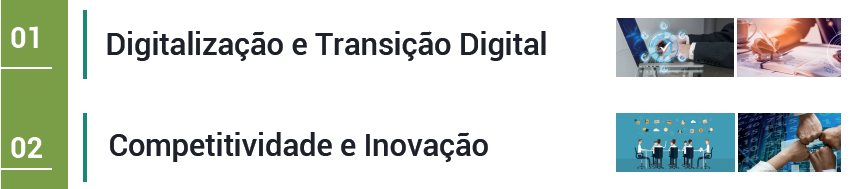 01
Digitalização e Transição Digital
02
Competitividade e Inovação